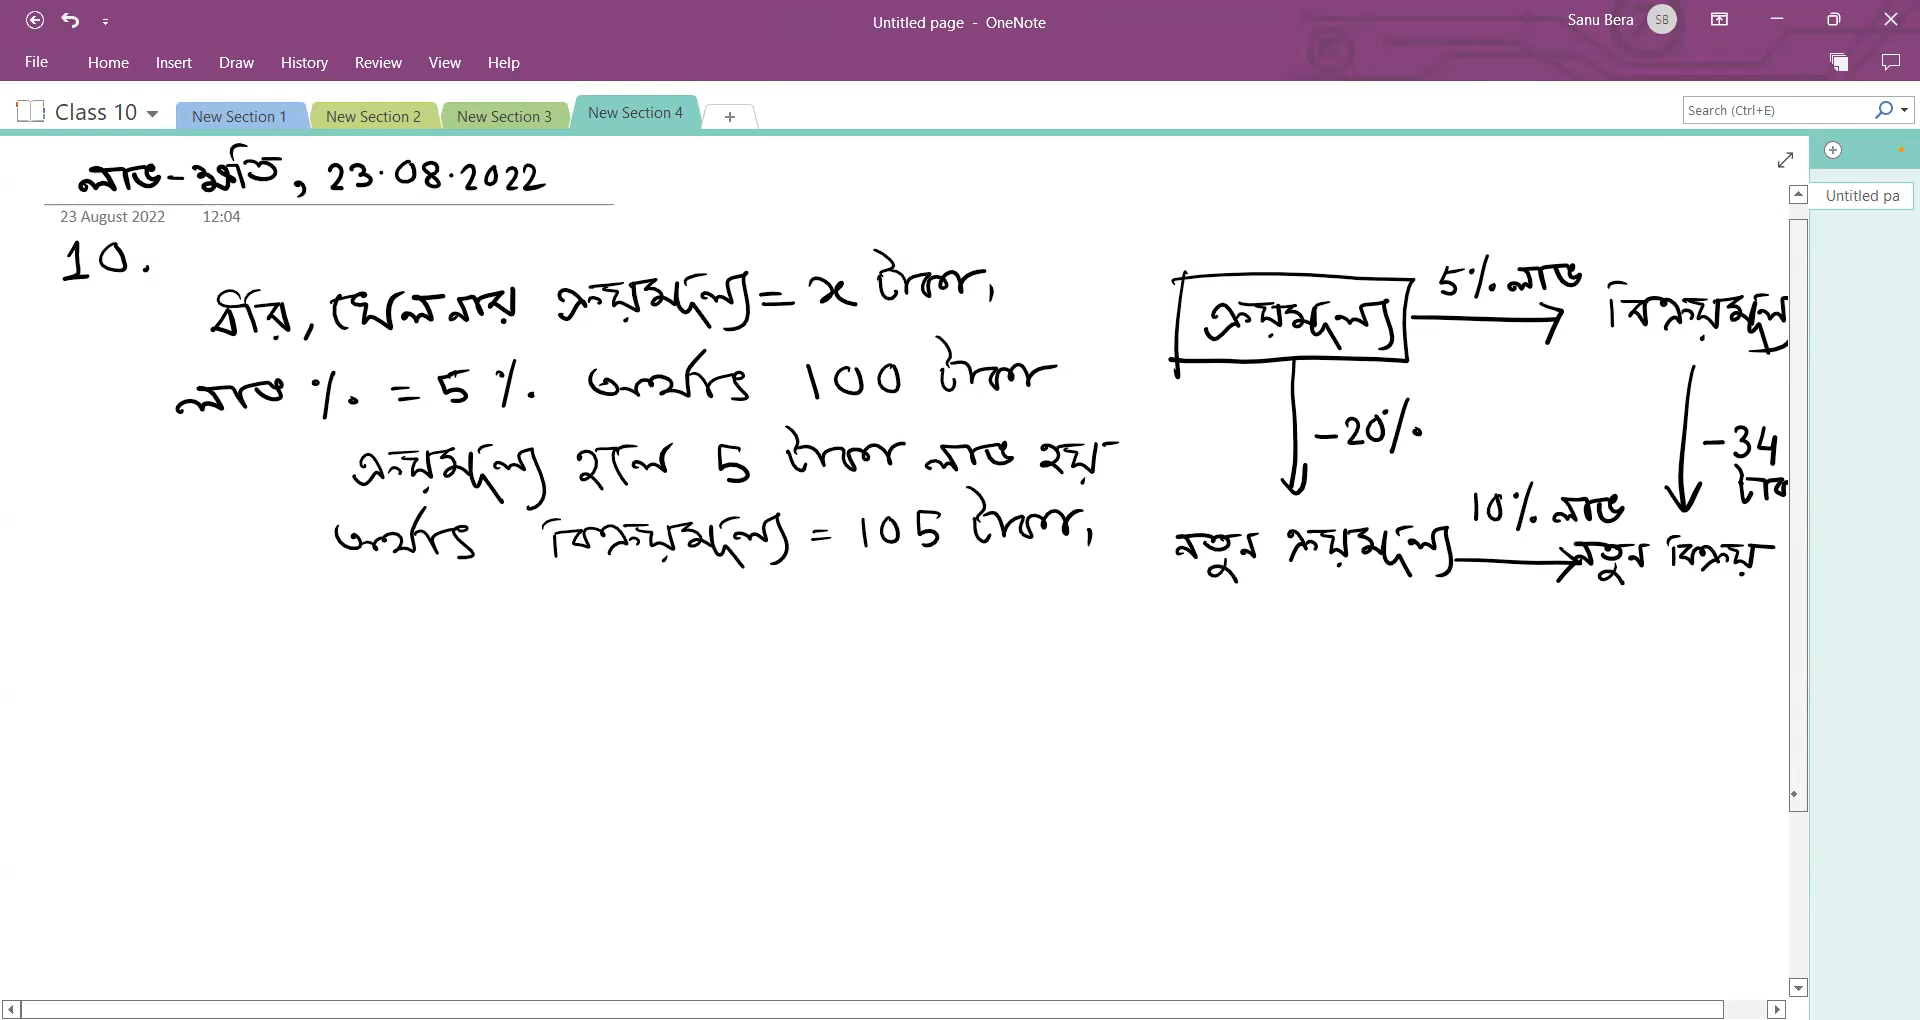 Untitled page - OneNote
Sanu Bera SB
File Home Insert Draw History Review View Help
Class 10 New Section 1 New Section 2 New Section 3 New Section 4 +
Search (Ctrl+E)
লাভ-ক্ষতি, 23.08.2022
23 August 2022 12:04
Untitled pa
10.
ধরি, খেলনার ক্রয়মূল্য = x টাকা,
লাভ % = 5 %. অর্থাৎ 100 টাকা
ক্রয়মূল্য হলে 5 টাকা লাভ হয়
অর্থাৎ বিক্রয়মূল্য = 105 টাকা,
ক্রয়মূল্য 5% লাভ বিক্রয়মূল্য
-20% -34
টাকা
নতুন ক্রয়মূল্য 10% লাভ নতুন বিক্রয়